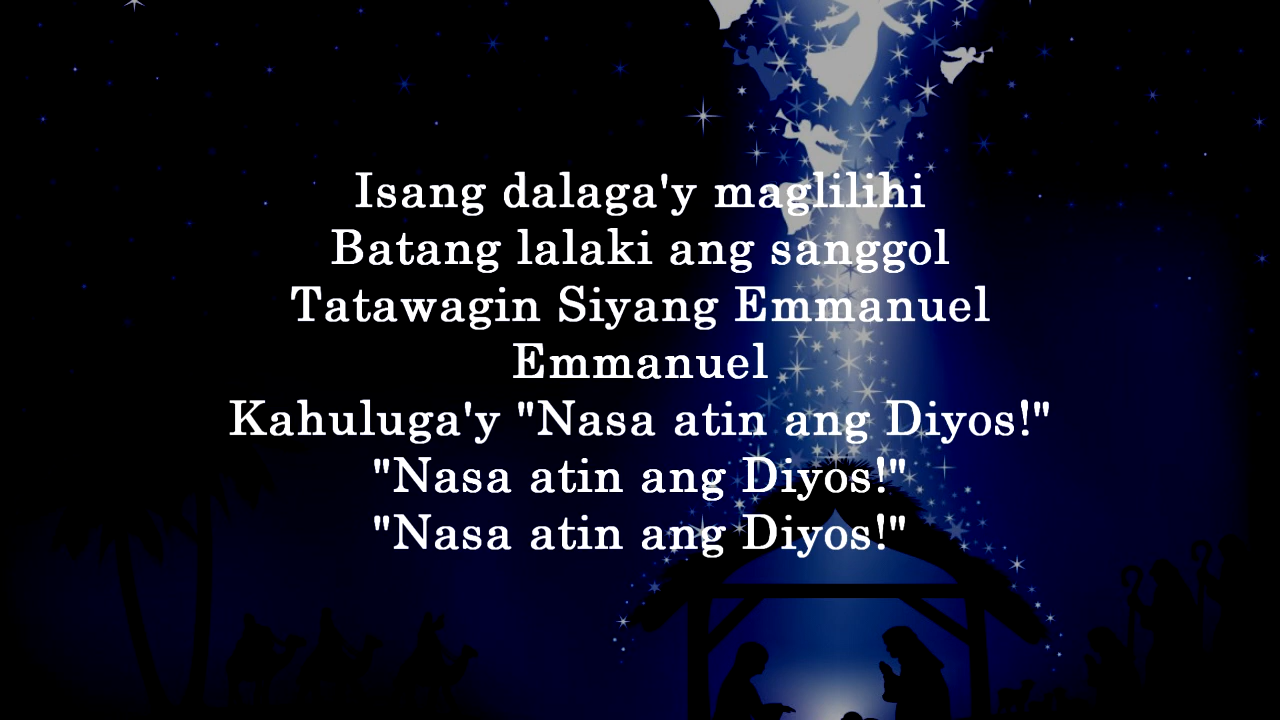 Isang dalaga'y maglilihi
Batang lalaki ang sanggol
Tatawagin Siyang Emmanuel
Emmanuel
Kahuluga'y "Nasa atin ang Diyos!"
"Nasa atin ang Diyos!"
"Nasa atin ang Diyos!"